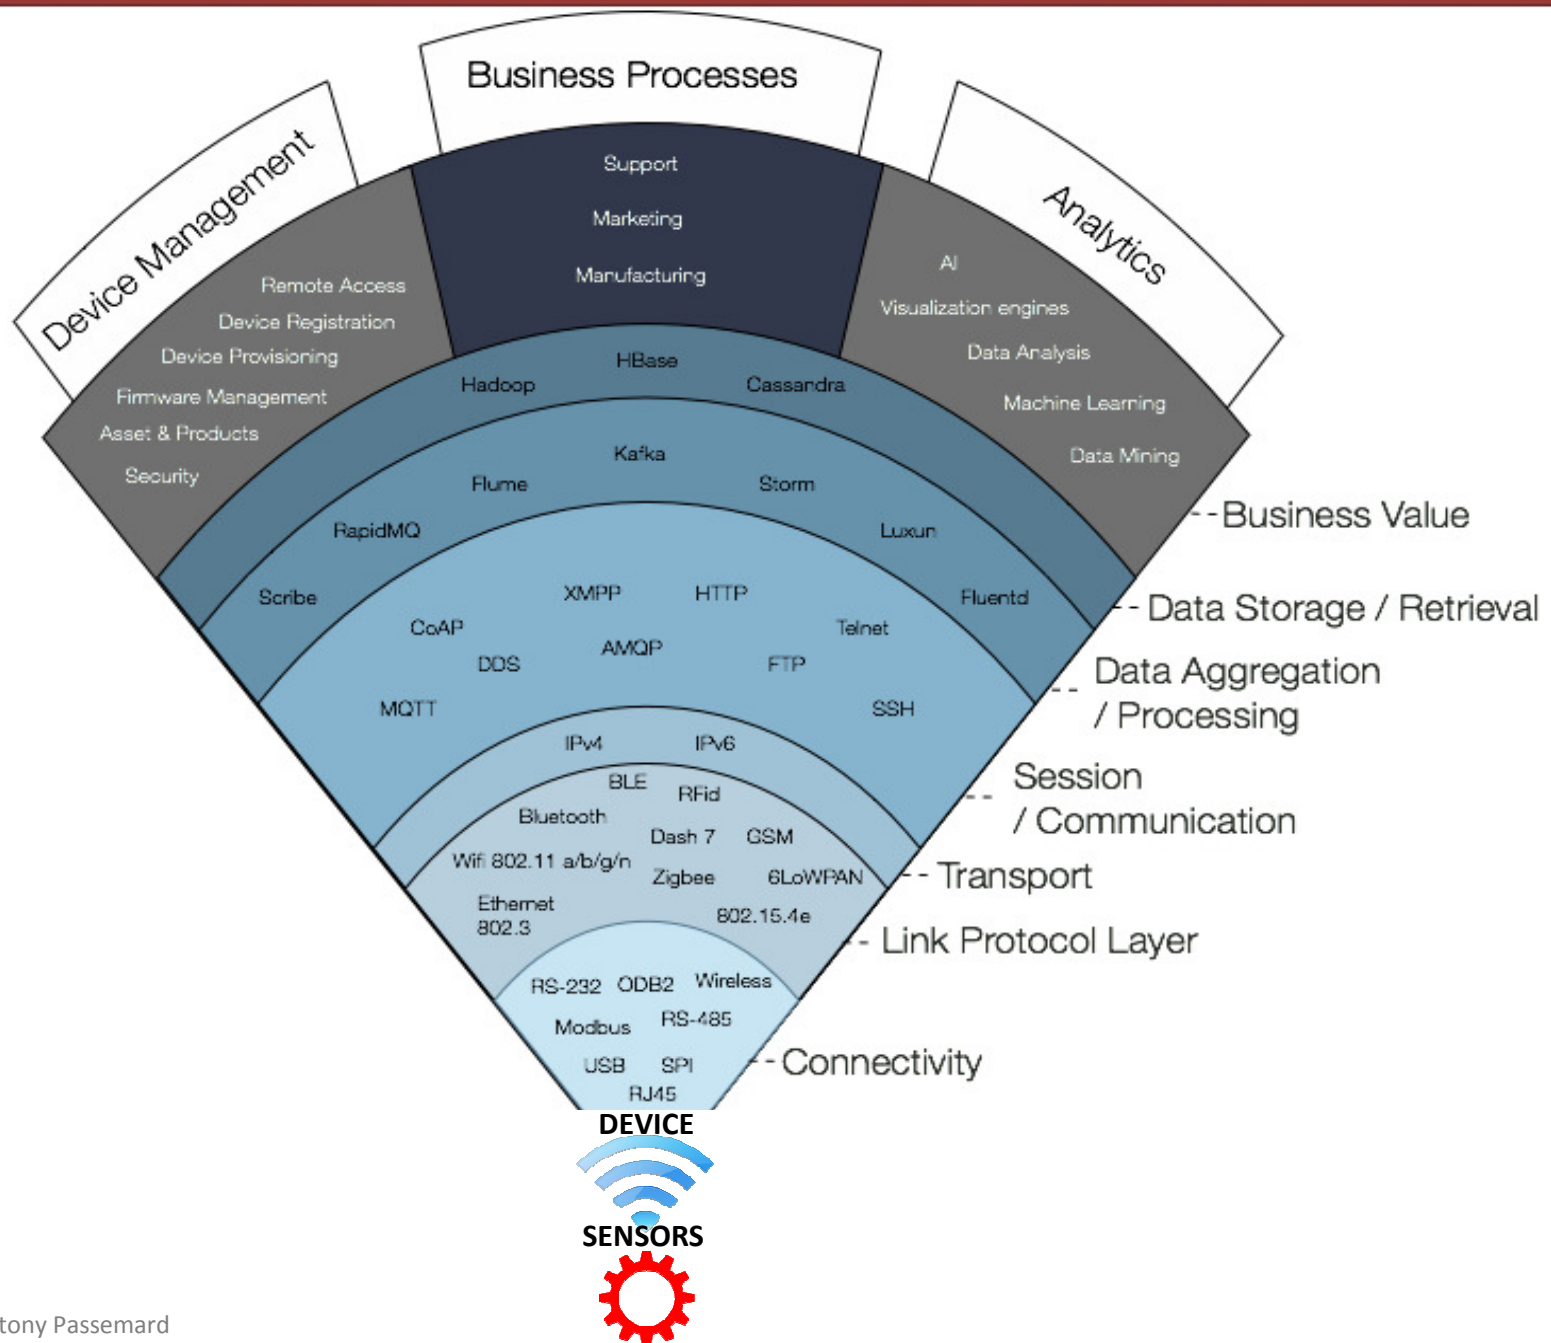 Business Processes
Device Management
Analytics
Support
Marketing
Manufacturing
Remote Access
Device Registration
Device Provisioning
Firmware Management
Asset & Products
Security
AI
Visualization engines
Data Analysis
Machine Learning
Data Mining
Business Value
Hadoop
HBase
Cassandra
Data Storage / Retrieval
Scribe
RapidMQ
Flume
Kafka
Storm
Luxun
Fluentd
Data Aggregation
/ Processing
XMPP
HTTP
CoAP
Telnet
DDS
AMQP
FTP
MQTT
SSH
Session
/ Communication
IPv4
IPv6
Transport
BLE
RFid
Bluetooth
Dash 7
GSM
Wifi 802.11 a/b/g/n
Zigbee
6LoWPAN
Ethernet
802.3
802.15.4e
Link Protocol Layer
RS-232
ODB2
Wireless
Modbus
RS-485
USB
SPI
RJ45
Connectivity
DEVICE
SENSORS
tony Passemard